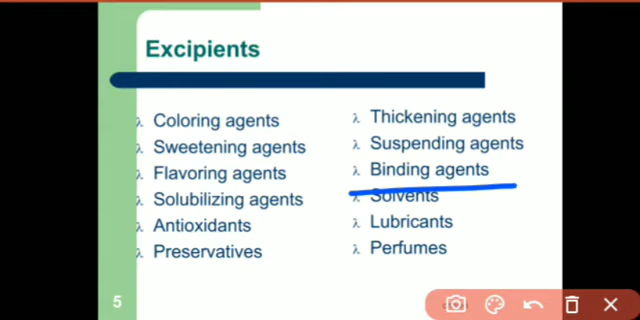 Excipients
λ Coloring agents
λ Sweetening agents
λ Flavoring agents
λ Solubilizing agents
λ Antioxidants
λ Preservatives
λ Thickening agents
λ Suspending agents
λ Binding agents
λ Solvents
λ Lubricants
λ Perfumes
5